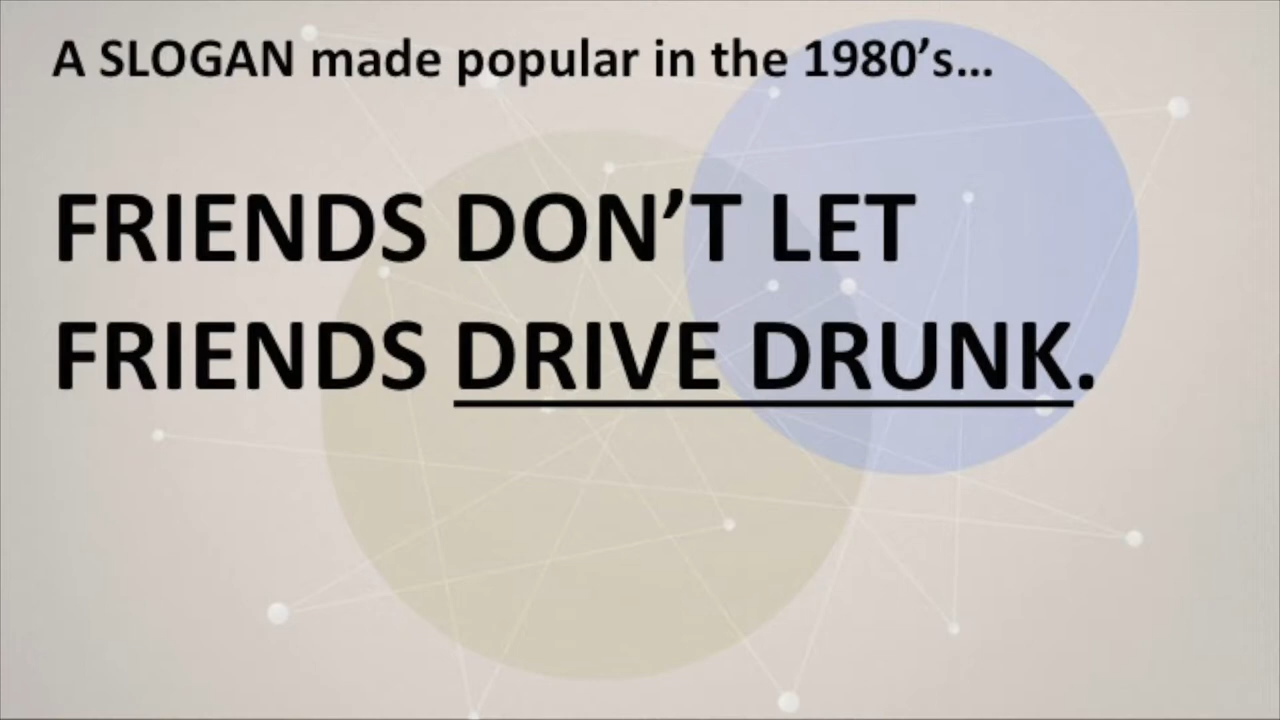 A SLOGAN made popular in the 1980’s...
FRIENDS DON’T LET
FRIENDS DRIVE DRUNK.